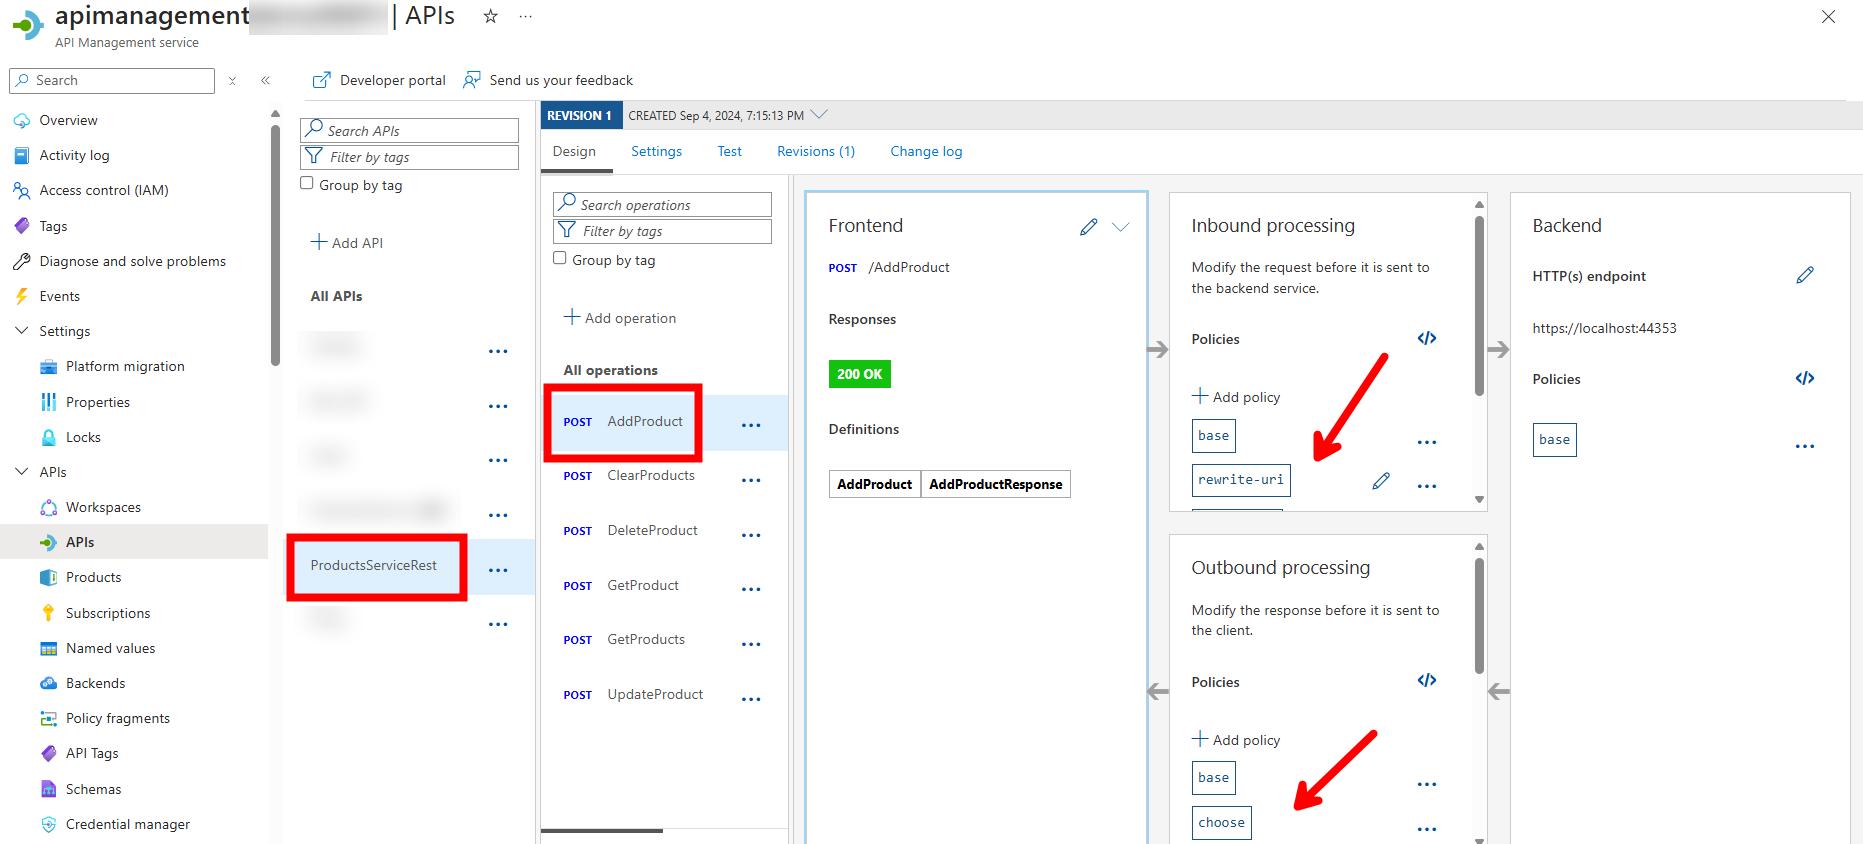 apimanagement | APIs
API Management service
Search
Developer portal
Send us your feedback
Overview
Activity log
Access control (IAM)
Tags
Diagnose and solve problems
Events
Settings
Platform migration
Properties
Locks
APIs
Workspaces
APIs
Products
Subscriptions
Named values
Backends
Policy fragments
API Tags
Schemas
Credential manager
Search APIs
Filter by tags
Group by tag
Add API
All APIs
ProductsServiceRest
REVISION 1 CREATED Sep 4, 2024, 7:15:13 PM
Design Settings Test Revisions (1) Change log
Search operations
Filter by tags
Group by tag
Add operation
All operations
POST AddProduct
POST ClearProducts
POST DeleteProduct
POST GetProduct
POST GetProducts
POST UpdateProduct
Frontend
POST /AddProduct
Responses
200 OK
Definitions
AddProduct AddProductResponse
Inbound processing
Modify the request before it is sent to
the backend service.
Policies </>
Add policy
base
rewrite-uri
Outbound processing
Modify the response before it is sent to
the client.
Policies </>
Add policy
base
choose
Backend
HTTP(s) endpoint
https://localhost:44353
Policies </>
base